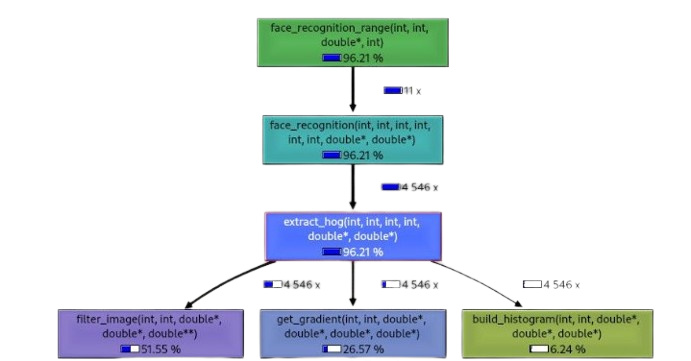 face_recognition_range(int, int,
double*, int)
96.21 %
11 x
face_recognition(int, int, int, int,
int, int, double*, double*)
96.21 %
4 546 x
extract_hog(int, int, int, int,
double*, double*)
96.21 %
4 546 x
4 546 x
4 546 x
filter_image(int, int, double*,
double*, double**)
51.55 %
get_gradient(int, int, double*,
double*, double*, double*)
26.57 %
build_histogram(int, int, double*,
double*, double*)
6.24 %